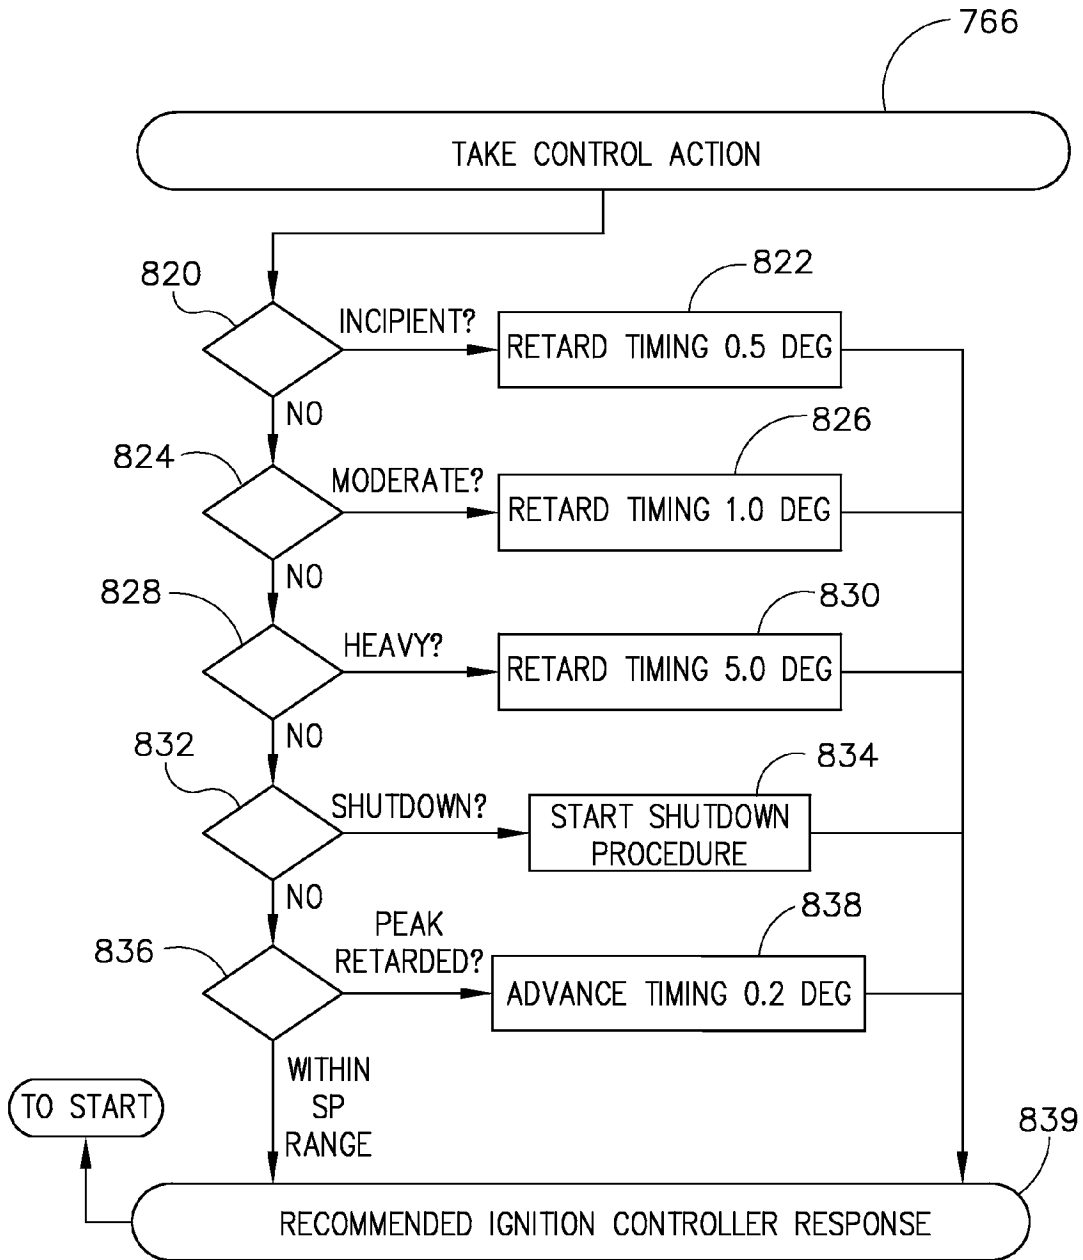 766
TAKE CONTROL ACTION
820
INCIPIENT?
822
RETARD TIMING 0.5 DEG
NO
824
MODERATE?
826
RETARD TIMING 1.0 DEG
NO
828
HEAVY?
830
RETARD TIMING 5.0 DEG
NO
832
SHUTDOWN?
834
START SHUTDOWN
PROCEDURE
NO
836
PEAK
RETARDED?
838
ADVANCE TIMING 0.2 DEG
WITHIN
SP
RANGE
TO START
839
RECOMMENDED IGNITION CONTROLLER RESPONSE